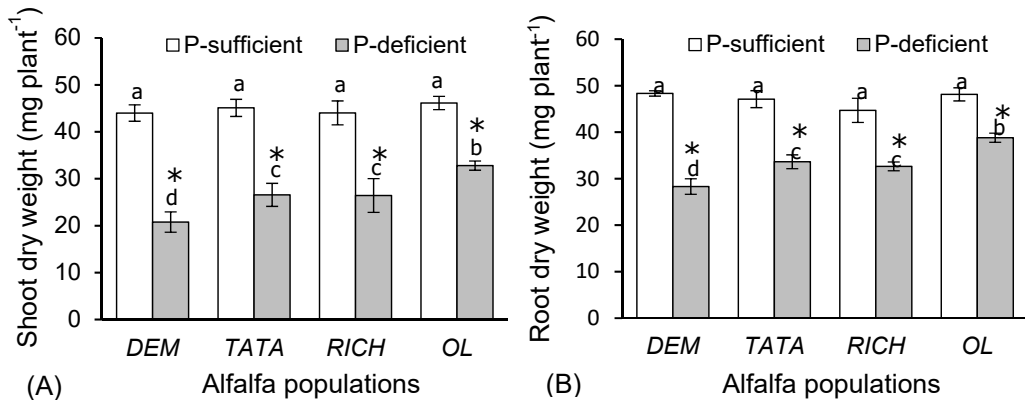 Shoot dry weight (mg plant⁻¹)
60
50
40
30
20
10
0
P-sufficient P-deficient
a
*
d
a
*
c
a
*
c
a
*
b
DEM TATA RICH OL
(A) Alfalfa populations
Root dry weight (mg plant⁻¹)
60
50
40
30
20
10
0
P-sufficient P-deficient
a
*
d
a
*
c
a
*
c
a
*
b
DEM TATA RICH OL
(B) Alfalfa populations